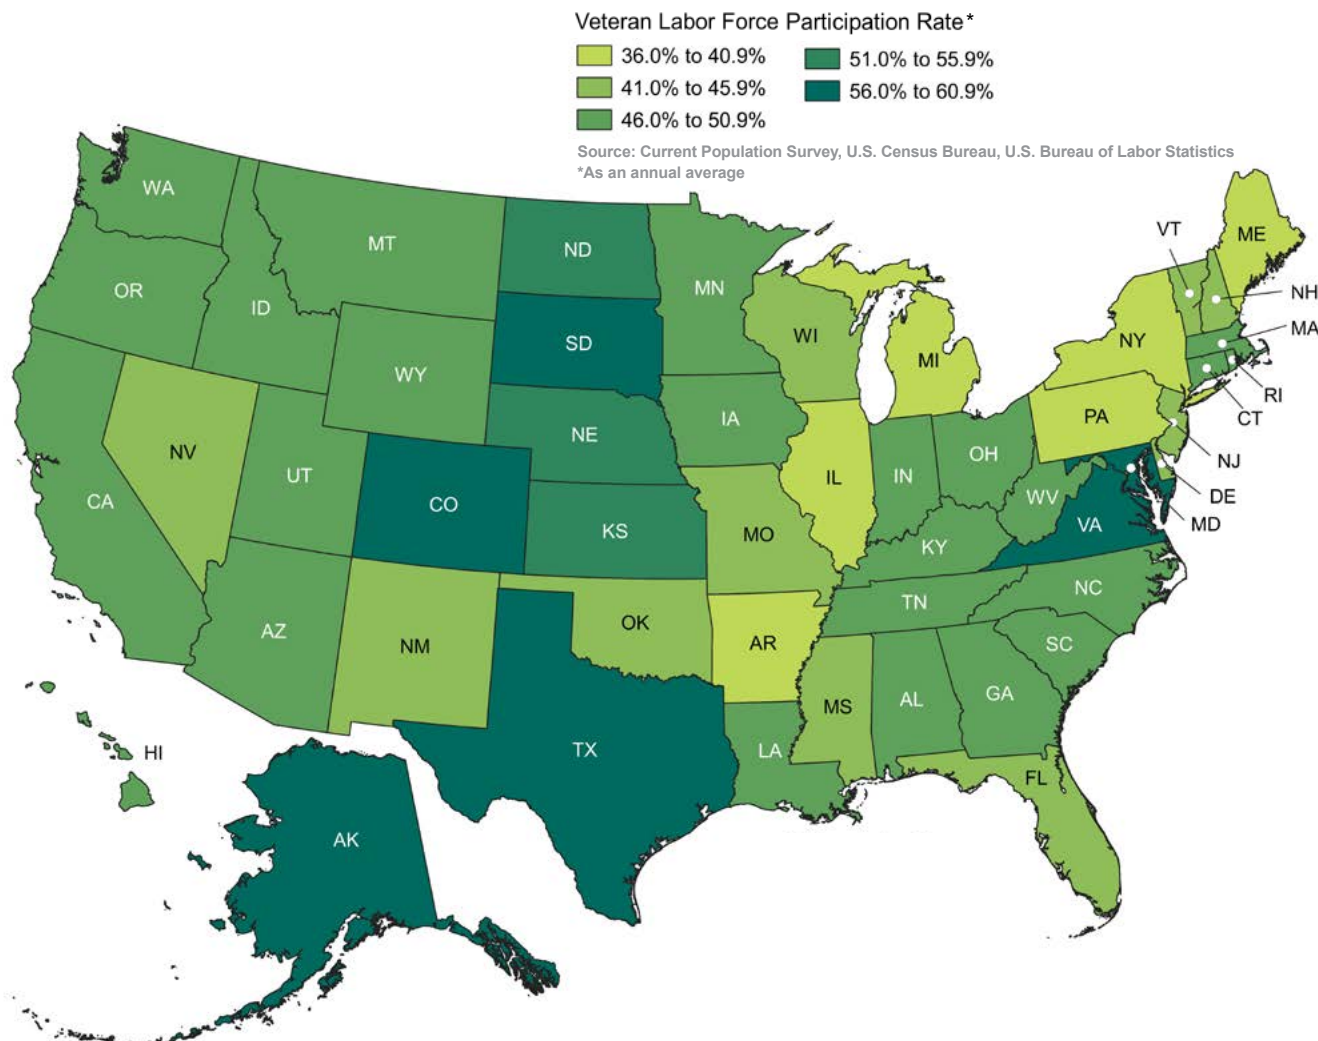 Veteran Labor Force Participation Rate*
36.0% to 40.9%
51.0% to 55.9%
41.0% to 45.9%
56.0% to 60.9%
46.0% to 50.9%
Source: Current Population Survey, U.S. Census Bureau, U.S. Bureau of Labor Statistics
*As an annual average
WA
MT
ND
MN
VT
ME
OR
ID
SD
WI
NH
MA
WY
MI
NY
RI
NE
IA
PA
CT
NV
UT
CO
KS
IL
IN
OH
NJ
CA
MO
WV
DE
MD
VA
KY
AZ
NM
OK
AR
TN
NC
SC
MS
AL
GA
HI
TX
LA
FL
AK